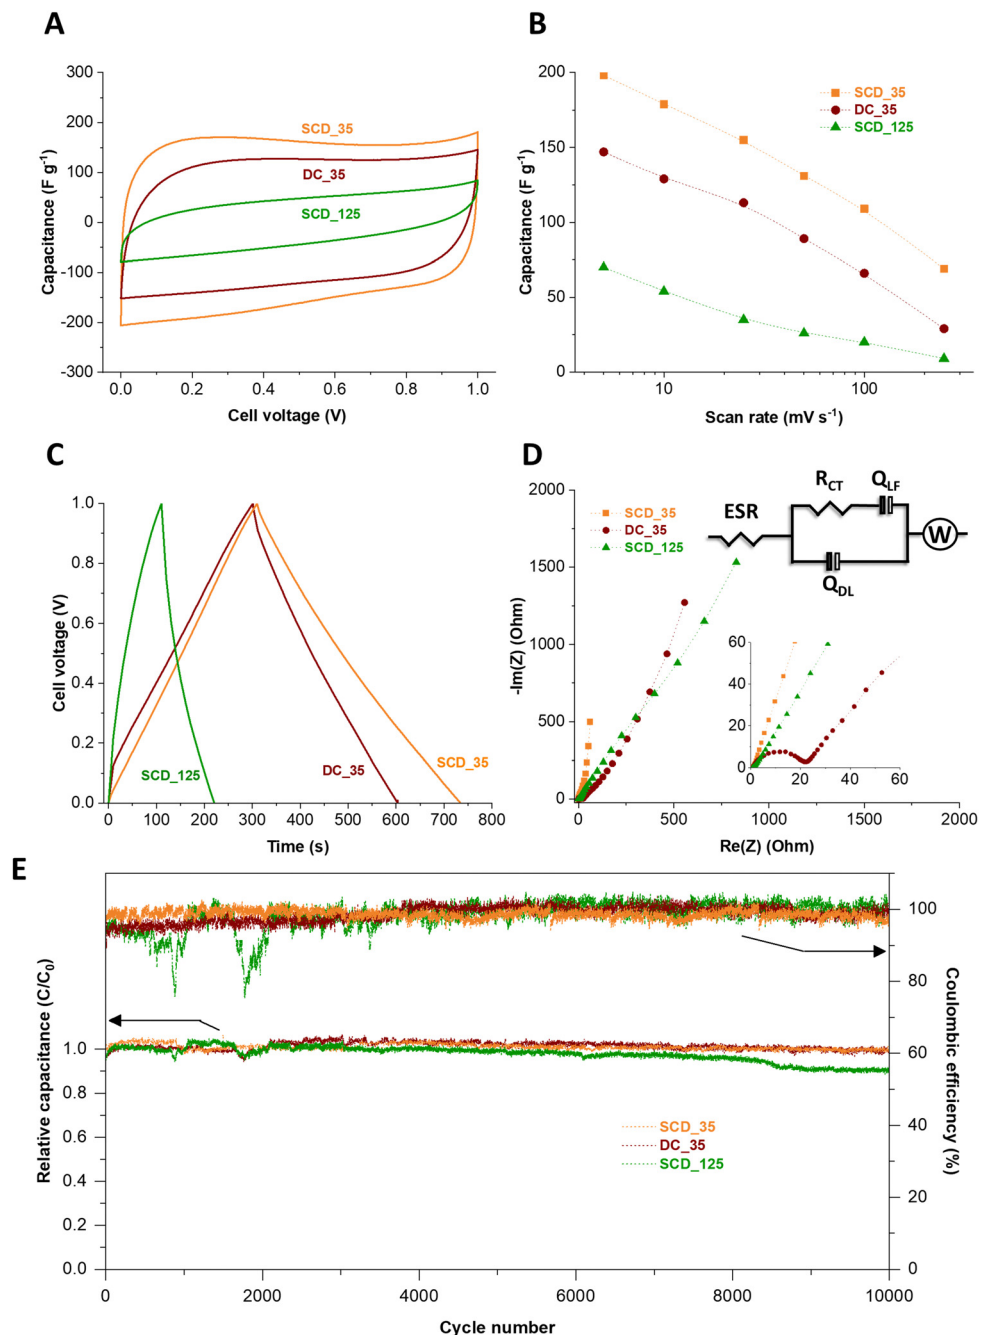 A
300
200
100
0
-100
-200
-300
Capacitance (F g⁻¹)
SCD_35
DC_35
SCD_125
0.0 0.2 0.4 0.6 0.8 1.0
Cell voltage (V)
B
200
150
100
50
0
Capacitance (F g⁻¹)
SCD_35
DC_35
SCD_125
10 100
Scan rate (mV s⁻¹)
C
1.0
0.8
0.6
0.4
0.2
0.0
Cell voltage (V)
SCD_125
DC_35
SCD_35
0 100 200 300 400 500 600 700 800
Time (s)
D
2000
1500
1000
500
0
-Im(Z) (Ohm)
SCD_35
DC_35
SCD_125
ESR
R_CT
Q_LF
W
Q_DL
60
40
20
0
0 20 40 60
0 500 1000 1500 2000
Re(Z) (Ohm)
E
1.0
0.8
0.6
0.4
0.2
0.0
Relative capacitance (C/C₀)
SCD_35
DC_35
SCD_125
100
80
60
40
20
0
Coulombic efficiency (%)
0 2000 4000 6000 8000 10000
Cycle number